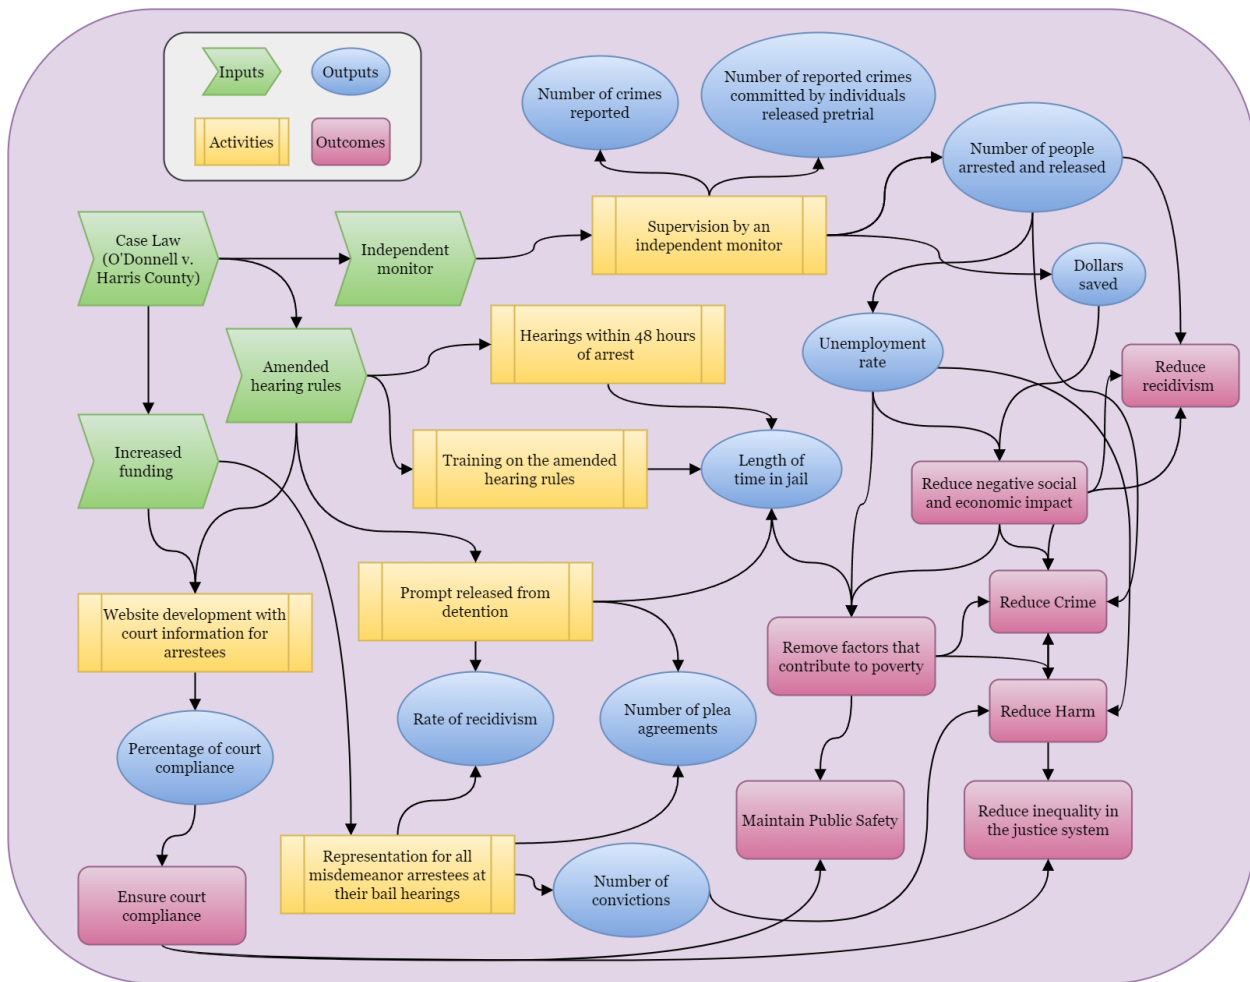 Inputs
Outputs
Activities
Outcomes
Number of crimes
reported
Number of reported crimes
committed by individuals
released pretrial
Number of people
arrested and released
Case Law
(O'Donnell v.
Harris County)
Independent
monitor
Supervision by an
independent monitor
Dollars
saved
Amended
hearing rules
Hearings within 48 hours
of arrest
Unemployment
rate
Reduce
recidivism
Increased
funding
Training on the amended
hearing rules
Length of
time in jail
Reduce negative social
and economic impact
Website development with
court information for
arrestees
Prompt released from
detention
Reduce Crime
Remove factors that
contribute to poverty
Percentage of court
compliance
Rate of recidivism
Number of plea
agreements
Reduce Harm
Maintain Public Safety
Reduce inequality in
the justice system
Ensure court
compliance
Representation for all
misdemeanor arrestees at
their bail hearings
Number of
convictions